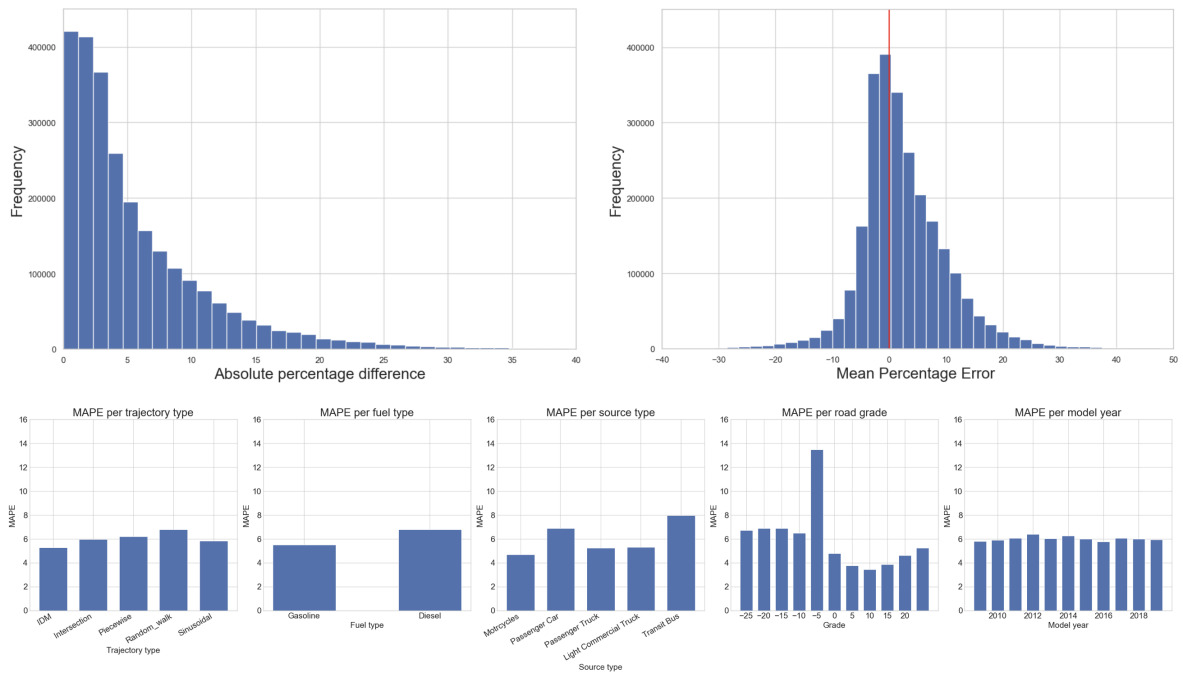 400000
300000
200000
100000
0
Frequency
0 5 10 15 20 25 30 35 40
Absolute percentage difference
400000
300000
200000
100000
0
Frequency
−40 −30 −20 −10 0 10 20 30 40 50
Mean Percentage Error
MAPE per trajectory type
16
14
12
10
8
6
4
2
0
MAPE
IDM
Intersection
Piecewise
Random_walk
Sinusoidal
Trajectory type
MAPE per fuel type
16
14
12
10
8
6
4
2
0
MAPE
Gasoline Diesel
Fuel type
MAPE per source type
16
14
12
10
8
6
4
2
0
MAPE
Motrcycles
Passenger Car
Passenger Truck
Light Commercial Truck
Transit Bus
Source type
MAPE per road grade
16
14
12
10
8
6
4
2
0
MAPE
−25 −20 −15 −10 −5 0 5 10 15 20
Grade
MAPE per model year
16
14
12
10
8
6
4
2
0
MAPE
2010 2012 2014 2016 2018
Model year